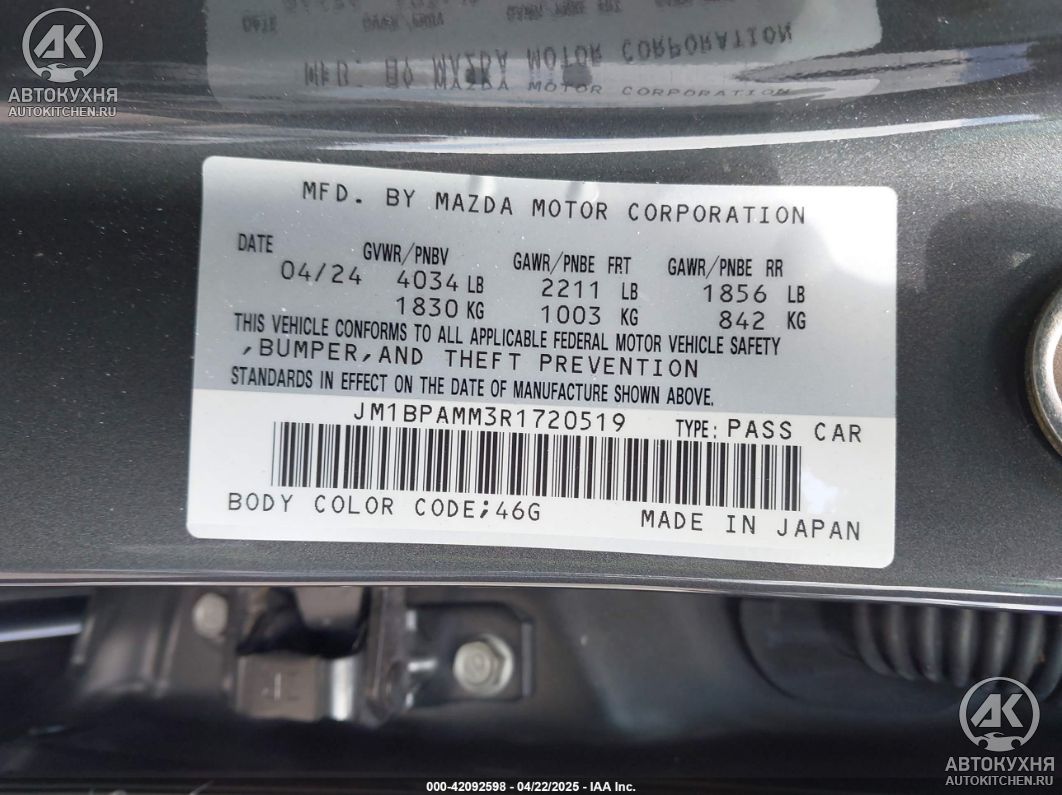 AK
АВТОКУХНЯ
AUTOKITCHEN.RU
MFD. BY MAZDA MOTOR CORPORATION
MFD. BY MAZDA MOTOR CORPORATION
DATE GVWR/PNBV GAWR/PNBE FRT GAWR/PNBE RR
04/24 4034 LB 2211 LB 1856 LB
1830 KG 1003 KG 842 KG
THIS VEHICLE CONFORMS TO ALL APPLICABLE FEDERAL MOTOR VEHICLE SAFETY
,BUMPER,AND THEFT PREVENTION
STANDARDS IN EFFECT ON THE DATE OF MANUFACTURE SHOWN ABOVE.
JM1BPAMM3R1720519 TYPE: PASS CAR
BODY COLOR CODE;46G
MADE IN JAPAN
AK
АВТОКУХНЯ
AUTOKITCHEN.RU
000-42092598 - 04/22/2025 - IAA Inc.